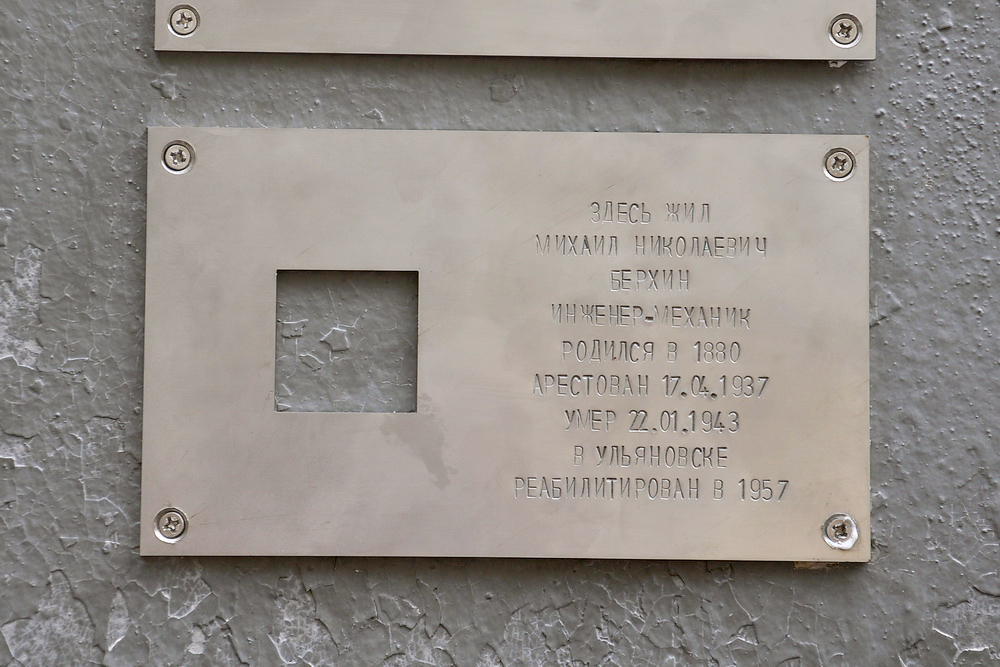 ЗДЕСЬ ЖИЛ
МИХАИЛ НИКОЛАЕВИЧ
БЕРХИН
ИНЖЕНЕР-МЕХАНИК
РОДИЛСЯ В 1880
АРЕСТОВАН 17.04.1937
УМЕР 22.01.1943
В УЛЬЯНОВСКЕ
РЕАБИЛИТИРОВАН В 1957